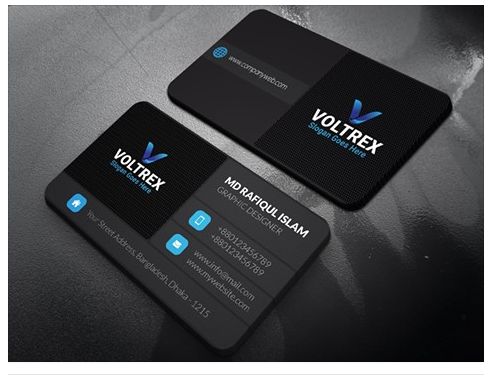 www.companyweb.com
VOLTREX
Slogan Goes Here
VOLTREX
Slogan Goes Here
MD RAFIQUL ISLAM
GRAPHIC DESIGNER
+880123456789
+880123456789
www.info@mail.com
www.mywebsite.com
Your Street Address, Bangladesh, Dhaka - 1215